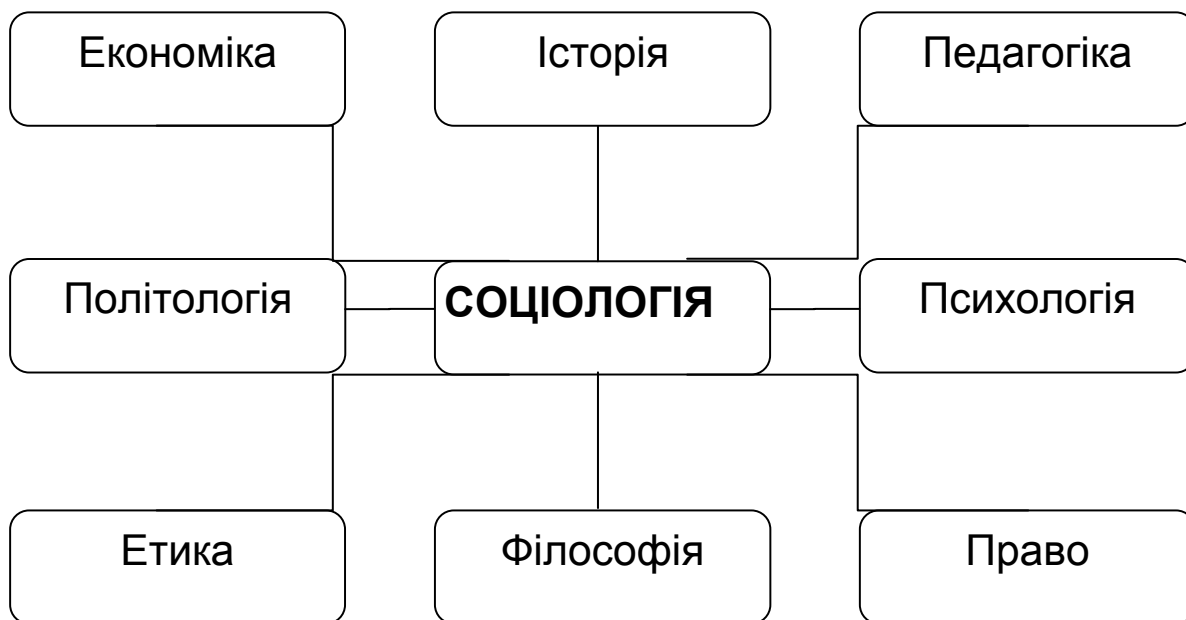 Економіка
Історія
Педагогіка
Політологія
СОЦІОЛОГІЯ
Психологія
Етика
Філософія
Право